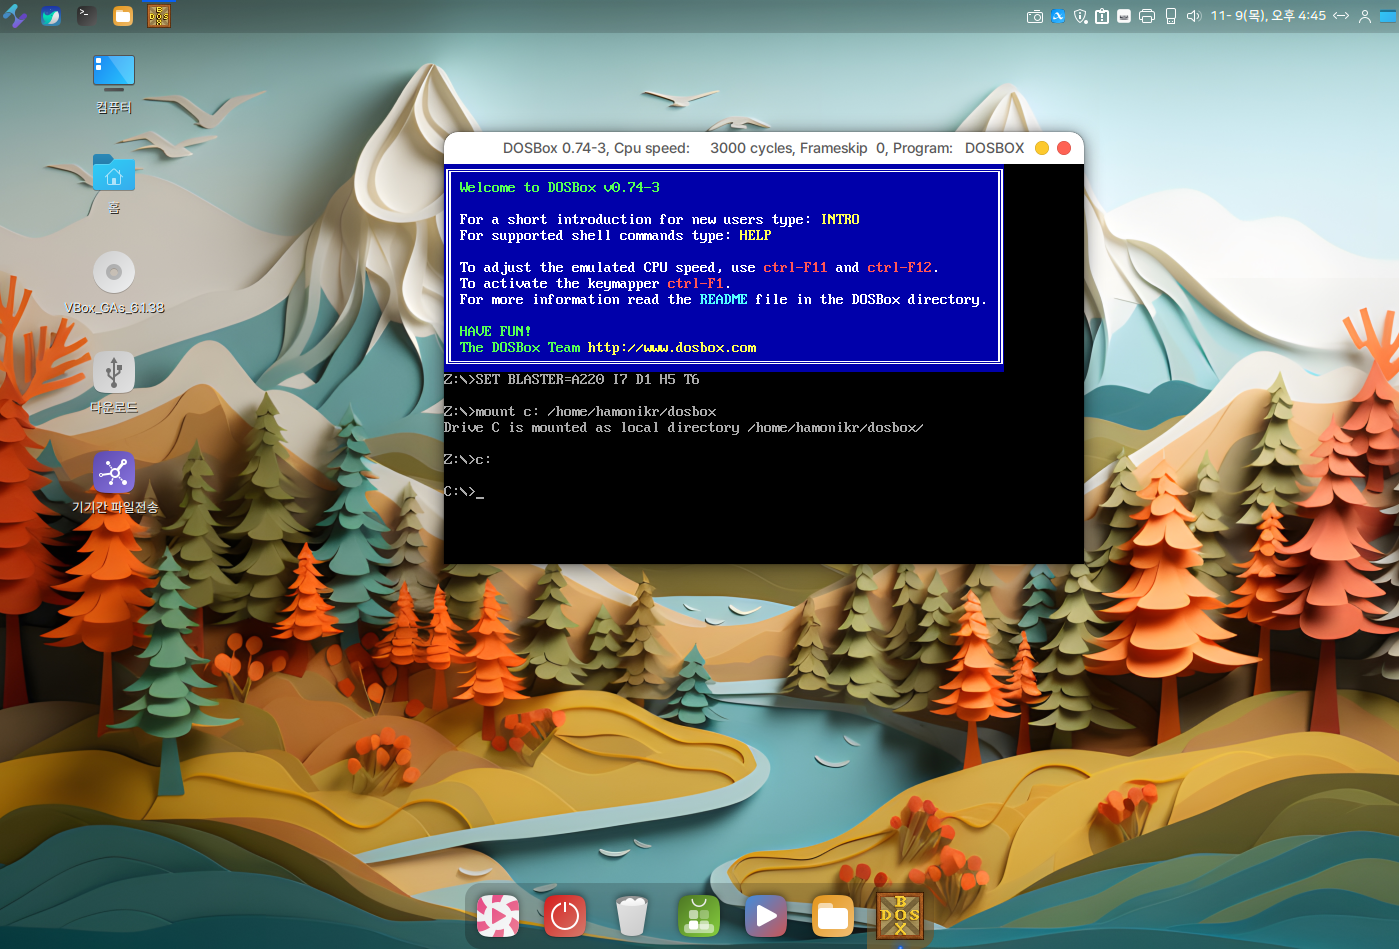 11- 9(목), 오후 4:45
컴퓨터
홈
VBox_GAs_6.1.38
다운로드
기기간 파일전송
DOSBox 0.74-3, Cpu speed: 3000 cycles, Frameskip 0, Program: DOSBOX
Welcome to DOSBox v0.74-3
For a short introduction for new users type: INTRO
For supported shell commands type: HELP
To adjust the emulated CPU speed, use ctrl-F11 and ctrl-F12.
To activate the keymapper ctrl-F1.
For more information read the README file in the DOSBox directory.
HAVE FUN!
The DOSBox Team http://www.dosbox.com
Z:\>SET BLASTER=A220 I7 D1 H5 T6
Z:\>mount c: /home/hamonikr/dosbox
Drive C is mounted as local directory /home/hamonikr/dosbox/
Z:\>c:
C:\>_
DOSBOX